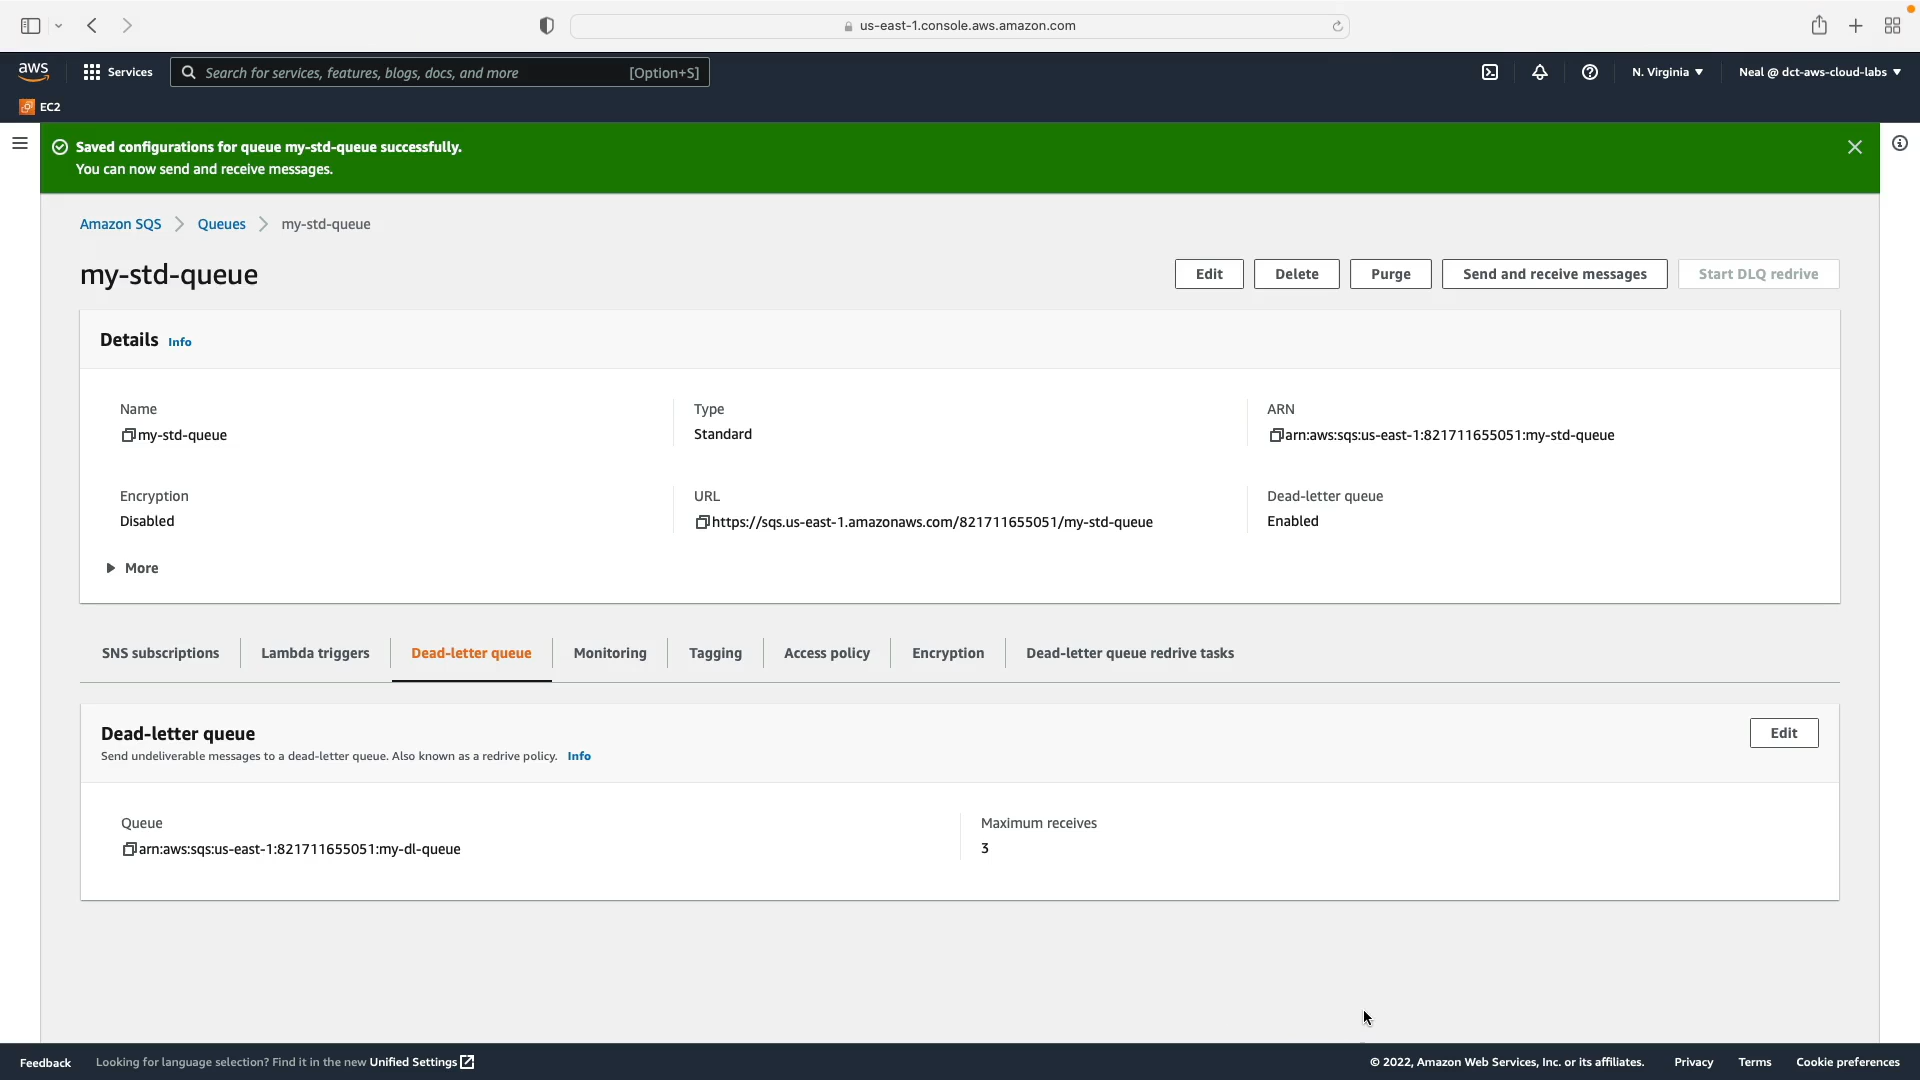 us-east-1.console.aws.amazon.com
aws
Services
Search for services, features, blogs, docs, and more
[Option+S]
N. Virginia
Neal @ dct-aws-cloud-labs
EC2
Saved configurations for queue my-std-queue successfully.
You can now send and receive messages.
Amazon SQS
Queues
my-std-queue
my-std-queue
Edit
Delete
Purge
Send and receive messages
Start DLQ redrive
Details Info
Name
my-std-queue
Type
Standard
ARN
arn:aws:sqs:us-east-1:821711655051:my-std-queue
Encryption
Disabled
URL
https://sqs.us-east-1.amazonaws.com/821711655051/my-std-queue
Dead-letter queue
Enabled
More
SNS subscriptions
Lambda triggers
Dead-letter queue
Monitoring
Tagging
Access policy
Encryption
Dead-letter queue redrive tasks
Dead-letter queue
Send undeliverable messages to a dead-letter queue. Also known as a redrive policy. Info
Edit
Queue
arn:aws:sqs:us-east-1:821711655051:my-dl-queue
Maximum receives
3
Feedback
Looking for language selection? Find it in the new Unified Settings
© 2022, Amazon Web Services, Inc. or its affiliates.
Privacy
Terms
Cookie preferences